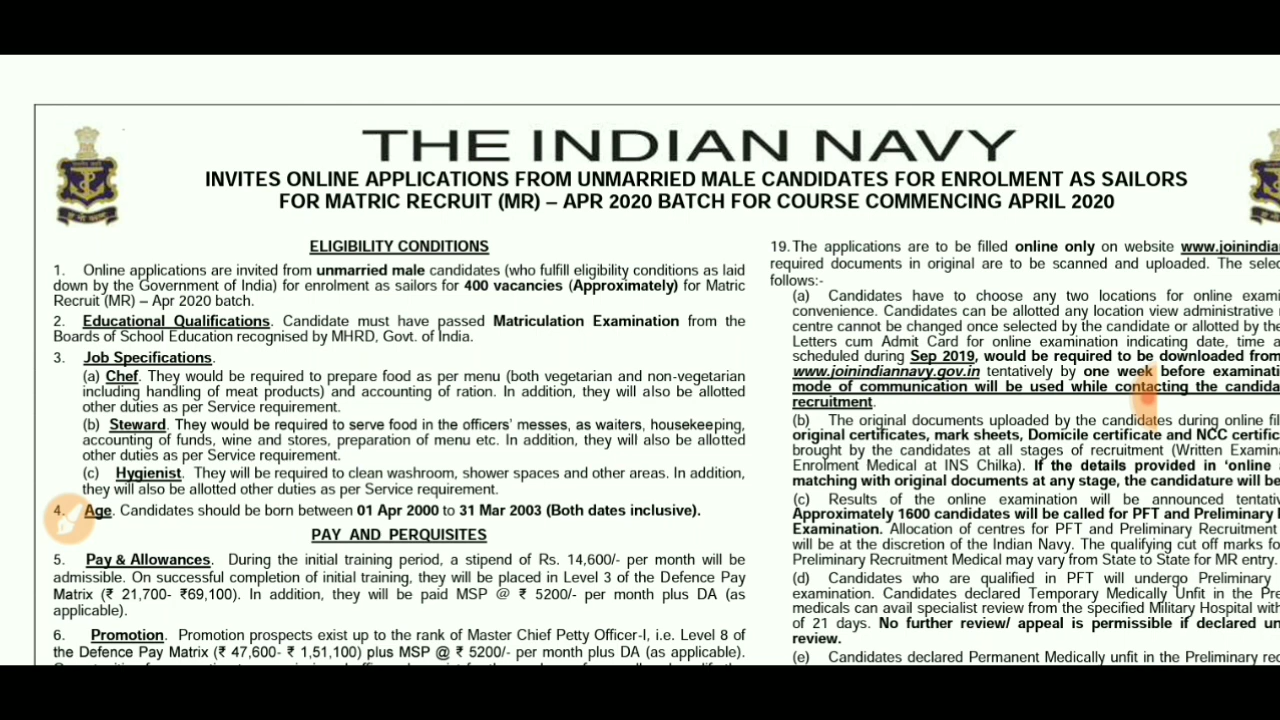 THE INDIAN NAVY
INVITES ONLINE APPLICATIONS FROM UNMARRIED MALE CANDIDATES FOR ENROLMENT AS SAILORS
FOR MATRIC RECRUIT (MR) – APR 2020 BATCH FOR COURSE COMMENCING APRIL 2020
ELIGIBILITY CONDITIONS
1. Online applications are invited from unmarried male candidates (who fulfill eligibility conditions as laid
down by the Government of India) for enrolment as sailors for 400 vacancies (Approximately) for Matric
Recruit (MR) – Apr 2020 batch.
2. Educational Qualifications. Candidate must have passed Matriculation Examination from the
Boards of School Education recognised by MHRD, Govt. of India.
3. Job Specifications.
(a) Chef. They would be required to prepare food as per menu (both vegetarian and non-vegetarian
including handling of meat products) and accounting of ration. In addition, they will also be allotted
other duties as per Service requirement.
(b) Steward. They would be required to serve food in the officers' messes, as waiters, housekeeping,
accounting of funds, wine and stores, preparation of menu etc. In addition, they will also be allotted
other duties as per Service requirement.
(c) Hygienist. They will be required to clean washroom, shower spaces and other areas. In addition,
they will also be allotted other duties as per Service requirement.
4. Age. Candidates should be born between 01 Apr 2000 to 31 Mar 2003 (Both dates inclusive).
PAY AND PERQUISITES
5. Pay & Allowances. During the initial training period, a stipend of Rs. 14,600/- per month will be
admissible. On successful completion of initial training, they will be placed in Level 3 of the Defence Pay
Matrix (₹ 21,700- ₹69,100). In addition, they will be paid MSP @ ₹ 5200/- per month plus DA (as
applicable).
6. Promotion. Promotion prospects exist up to the rank of Master Chief Petty Officer-I, i.e. Level 8 of
the Defence Pay Matrix (₹ 47,600- ₹ 1,51,100) plus MSP @ ₹ 5200/- per month plus DA (as applicable).
19. The applications are to be filled online only on website www.joinindia
required documents in original are to be scanned and uploaded. The selec
follows:-
(a) Candidates have to choose any two locations for online exami
convenience. Candidates can be allotted any location view administrative
centre cannot be changed once selected by the candidate or allotted by the
Letters cum Admit Card for online examination indicating date, time a
scheduled during Sep 2019, would be required to be downloaded from
www.joinindiannavy.gov.in tentatively by one week before examinati
mode of communication will be used while contacting the candida
recruitment.
(b) The original documents uploaded by the candidates during online fil
original certificates, mark sheets, Domicile certificate and NCC certific
brought by the candidates at all stages of recruitment (Written Examina
Enrolment Medical at INS Chilka). If the details provided in 'online
matching with original documents at any stage, the candidature will be
(c) Results of the online examination will be announced tentati
Approximately 1600 candidates will be called for PFT and Preliminary
Examination. Allocation of centres for PFT and Preliminary Recruitment
will be at the discretion of the Indian Navy. The qualifying cut off marks fo
Preliminary Recruitment Medical may vary from State to State for MR entry.
(d) Candidates who are qualified in PFT will undergo Preliminary
examination. Candidates declared Temporary Medically Unfit in the Pre
medicals can avail specialist review from the specified Military Hospital with
of 21 days. No further review/ appeal is permissible if declared un
review.
(e) Candidates declared Permanent Medically unfit in the Preliminary rec